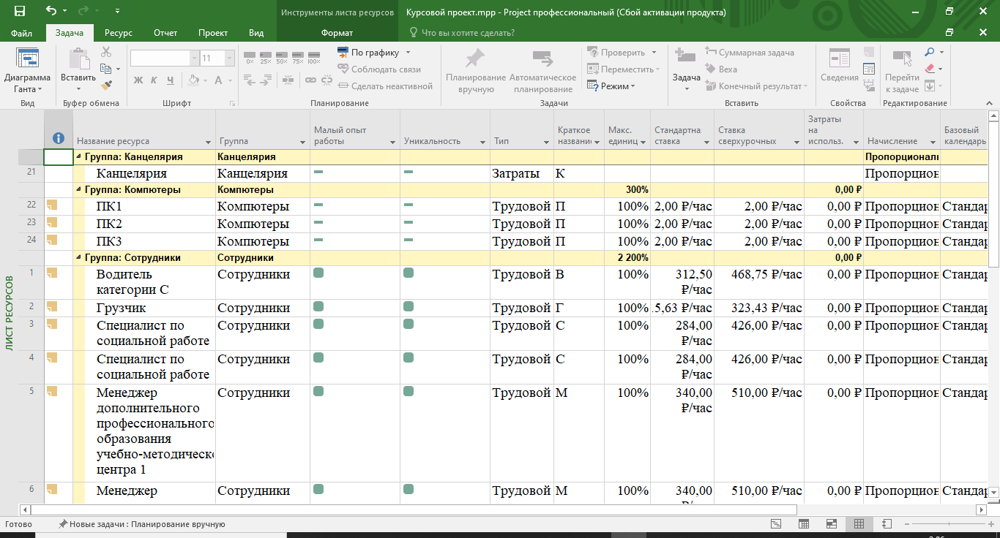 Инструменты листа ресурсов
Курсовой проект.mpp - Project профессиональный (Сбой активации продукта)
Файл Задача Ресурс Отчет Проект Вид Формат Что вы хотите сделать?
Диаграмма Ганта
Вид
Вставить
Буфер обмена
11
Ж К Ч А
Шрифт
0% 25% 50% 75% 100%
По графику
Соблюдать связи
Сделать неактивной
Планирование
Планирование вручную
Автоматическое планирование
Проверить
Переместить
Режим
Задачи
Задача
Суммарная задача
Веха
Конечный результат
Вставить
Сведения
Свойства
Перейти к задаче
Редактирование
Название ресурса Группа Малый опыт работы Уникальность Тип Краткое названи Макс. единиц Стандартна ставка Ставка сверхурочных Затраты на использ. Начисление Базовый календарь
Группа: Канцелярия Канцелярия Пропорционалн
21 Канцелярия Канцелярия Затраты К Пропорцион
Группа: Компютеры Компютеры 300% 0,00 ₽
22 ПК1 Компютеры Трудовой П 100% 2,00 ₽/час 2,00 ₽/час 0,00 ₽ Пропорцион Стандар
23 ПК2 Компютеры Трудовой П 100% 2,00 ₽/час 2,00 ₽/час 0,00 ₽ Пропорцион Стандар
24 ПК3 Компютеры Трудовой П 100% 2,00 ₽/час 2,00 ₽/час 0,00 ₽ Пропорцион Стандар
Группа: Сотрудники Сотрудники 2 200% 0,00 ₽
1 Водитель Сотрудники Трудовой В 100% 312,50 468,75 ₽/час 0,00 ₽ Пропорцион Стандар
категории С ₽/час
2 Грузчик Сотрудники Трудовой Г 100% .5,63 ₽/час 323,43 ₽/час 0,00 ₽ Пропорцион Стандар
3 Специалист по Сотрудники Трудовой С 100% 284,00 426,00 ₽/час 0,00 ₽ Пропорцион Стандар
социальной работе ₽/час
4 Специалист по Сотрудники Трудовой С 100% 284,00 426,00 ₽/час 0,00 ₽ Пропорцион Стандар
социальной работе ₽/час
5 Менеджер Сотрудники Трудовой М 100% 340,00 510,00 ₽/час 0,00 ₽ Пропорцион Стандар
дополнительного ₽/час
профессионального
образования
учебно-методическо
центра 1
6 Менеджер Сотрудники Трудовой М 100% 340,00 510,00 ₽/час 0,00 ₽ Пропорцион Стандар
ЛИСТ РЕСУРСОВ
Готово Новые задачи : Планирование вручную